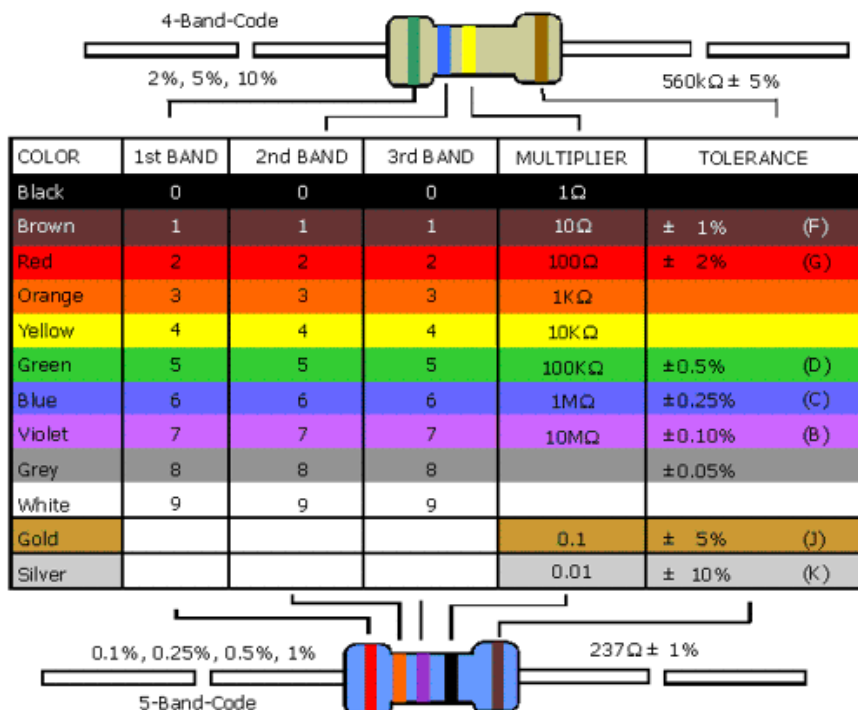 4-Band-Code
2%, 5%, 10%
560kΩ ± 5%
COLOR 1st BAND 2nd BAND 3rd BAND MULTIPLIER TOLERANCE
Black 0 0 0 1Ω
Brown 1 1 1 10Ω ± 1% (F)
Red 2 2 2 100Ω ± 2% (G)
Orange 3 3 3 1KΩ
Yellow 4 4 4 10KΩ
Green 5 5 5 100KΩ ±0.5% (D)
Blue 6 6 6 1MΩ ±0.25% (C)
Violet 7 7 7 10MΩ ±0.10% (B)
Grey 8 8 8 ±0.05%
White 9 9 9
Gold 0.1 ± 5% (J)
Silver 0.01 ± 10% (K)
0.1%, 0.25%, 0.5%, 1%
237Ω ± 1%
5-Band-Code